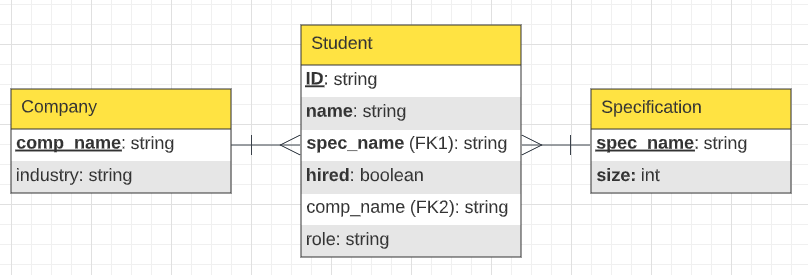 Company
comp_name: string
industry: string
Student
ID: string
name: string
spec_name (FK1): string
hired: boolean
comp_name (FK2): string
role: string
Specification
spec_name: string
size: int